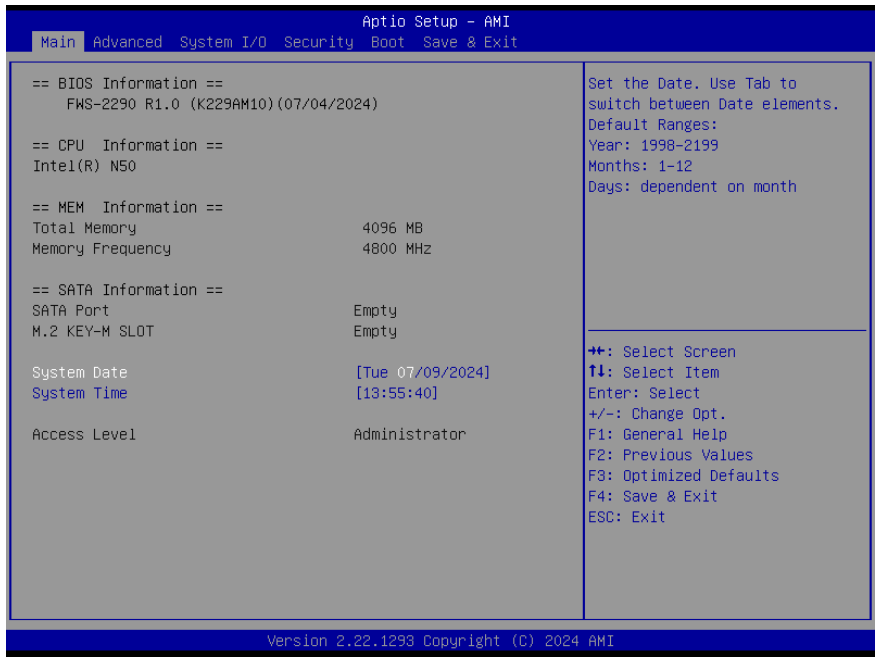 Aptio Setup – AMI
Main Advanced System I/O Security Boot Save & Exit
== BIOS Information ==
FWS-2290 R1.0 (K229AM10)(07/04/2024)
== CPU Information ==
Intel(R) N50
== MEM Information ==
Total Memory 4096 MB
Memory Frequency 4800 MHz
== SATA Information ==
SATA Port Empty
M.2 KEY-M SLOT Empty
System Date [Tue 07/09/2024]
System Time [13:55:40]
Access Level Administrator
Set the Date. Use Tab to
switch between Date elements.
Default Ranges:
Year: 1998-2199
Months: 1-12
Days: dependent on month
→←: Select Screen
↑↓: Select Item
Enter: Select
+/-: Change Opt.
F1: General Help
F2: Previous Values
F3: Optimized Defaults
F4: Save & Exit
ESC: Exit
Version 2.22.1293 Copyright (C) 2024 AMI